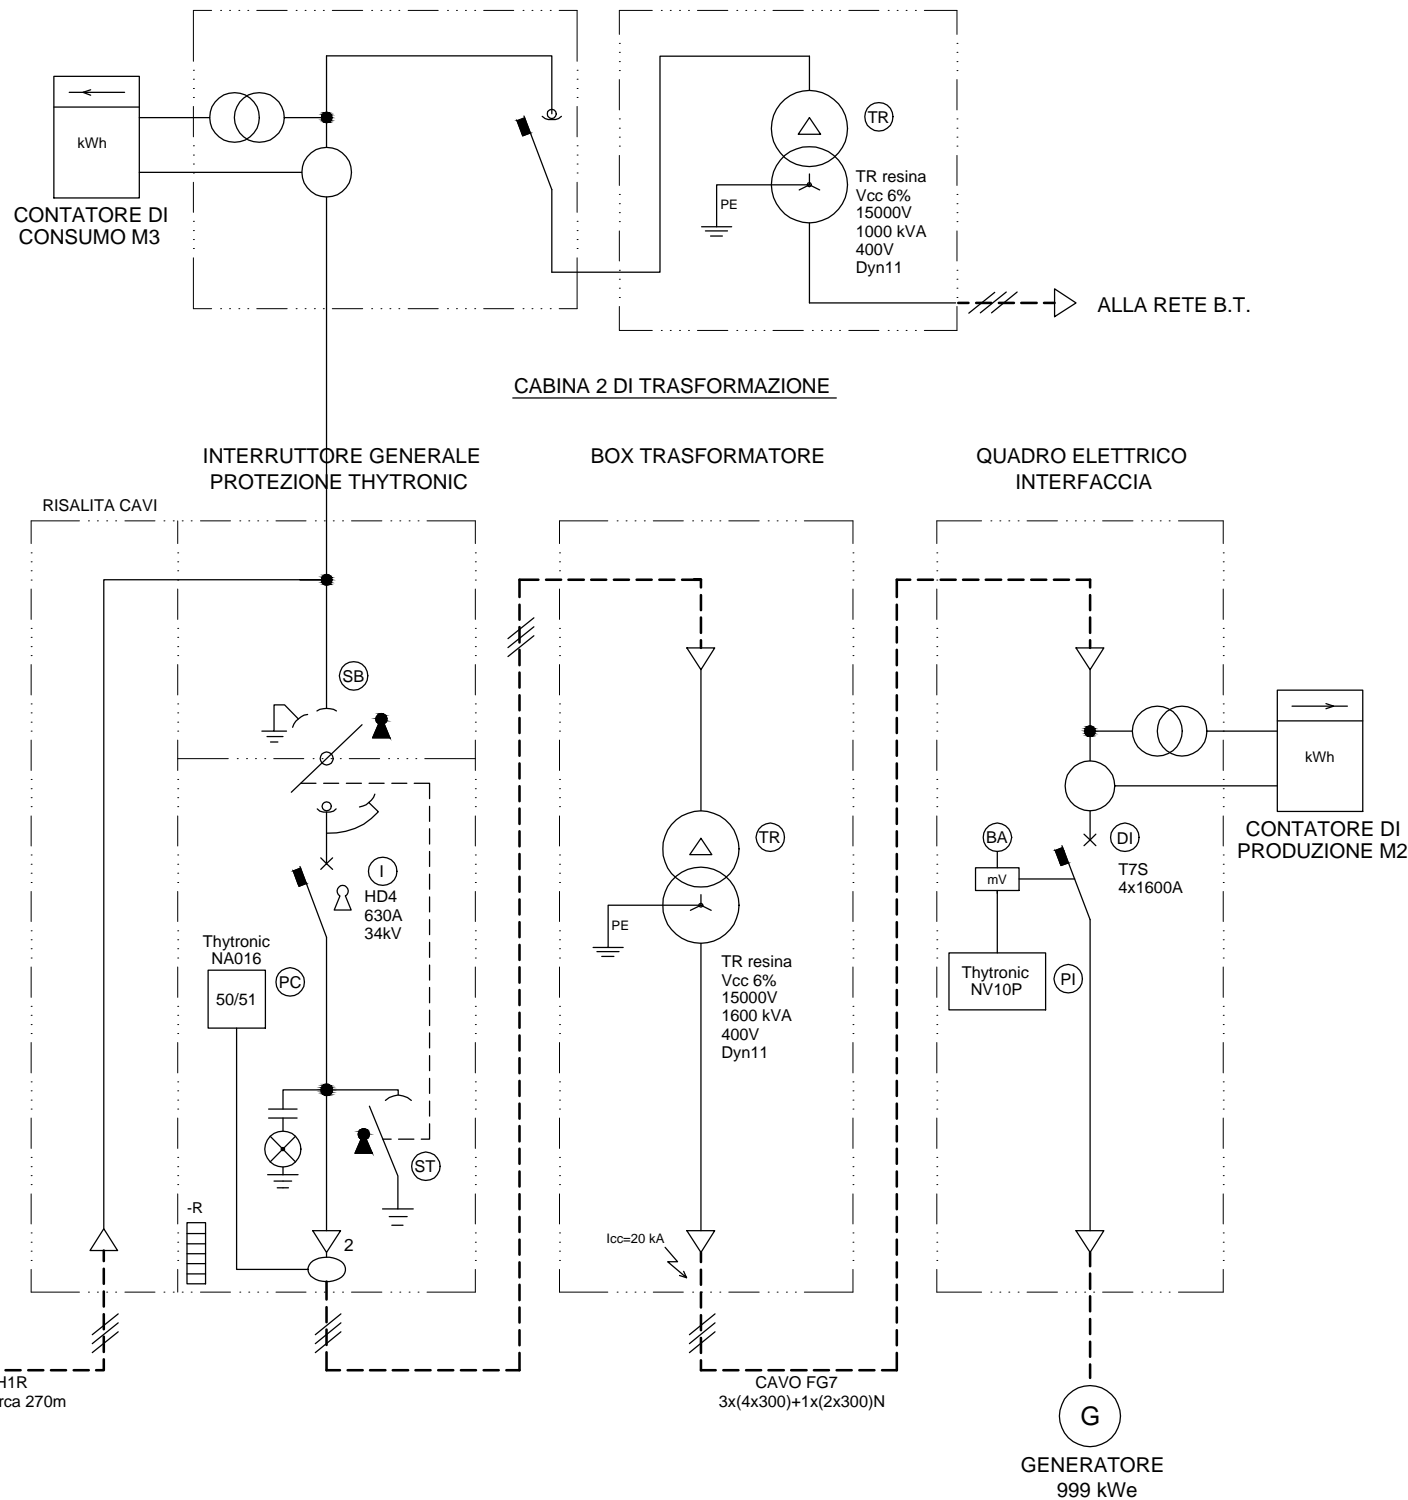 kWh
CONTATORE DI
CONSUMO M3
TR
TR resina
Vcc 6%
15000V
1000 kVA
400V
Dyn11
PE
ALLA RETE B.T.
CABINA 2 DI TRASFORMAZIONE
INTERRUTTORE GENERALE
PROTEZIONE THYTRONIC
BOX TRASFORMATORE
QUADRO ELETTRICO
INTERFACCIA
RISALITA CAVI
SB
I
HD4
630A
34kV
Thytronic
NA016
50/51
PC
ST
-R
2
TR
PE
TR resina
Vcc 6%
15000V
1600 kVA
400V
Dyn11
Icc=20 kA
kWh
CONTATORE DI
PRODUZIONE M2
BA
mV
DI
T7S
4x1600A
Thytronic
NV10P
PI
H1R
rca 270m
CAVO FG7
3x(4x300)+1x(2x300)N
G
GENERATORE
999 kWe